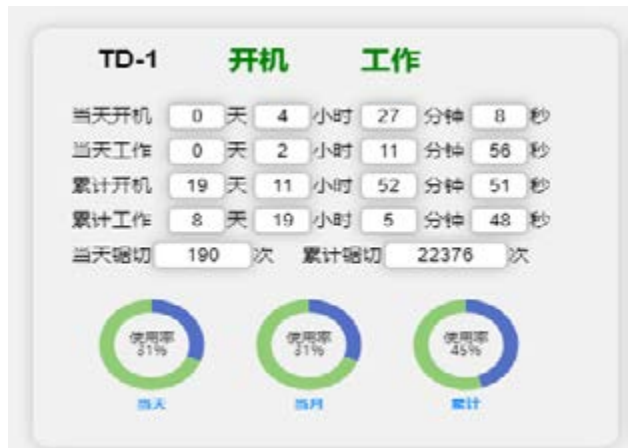 TD-1 开机 工作
当天开机 0 天 4 小时 27 分钟 8 秒
当天工作 0 天 2 小时 11 分钟 56 秒
累计开机 19 天 11 小时 52 分钟 51 秒
累计工作 8 天 19 小时 5 分钟 48 秒
当天锯切 190 次 累计锯切 22376 次
使用率 使用率 使用率
31% 31% 45%
当天 当月 累计